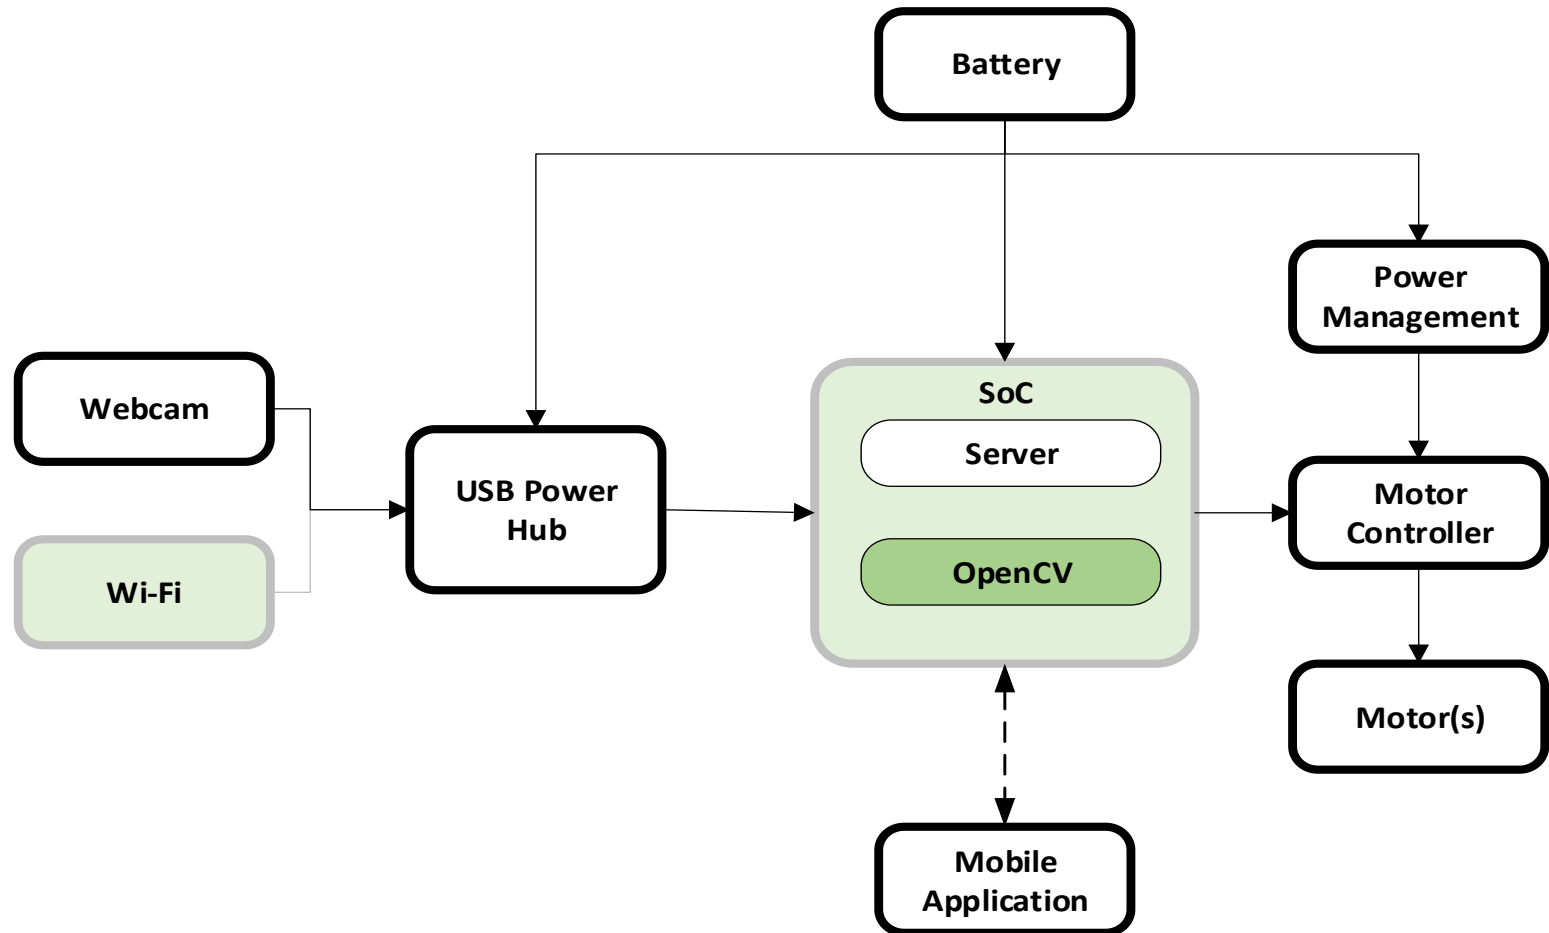 Battery
Power
Management
Webcam
SoC
Server
USB Power
Hub
Motor
Controller
OpenCV
Wi-Fi
Motor(s)
Mobile
Application